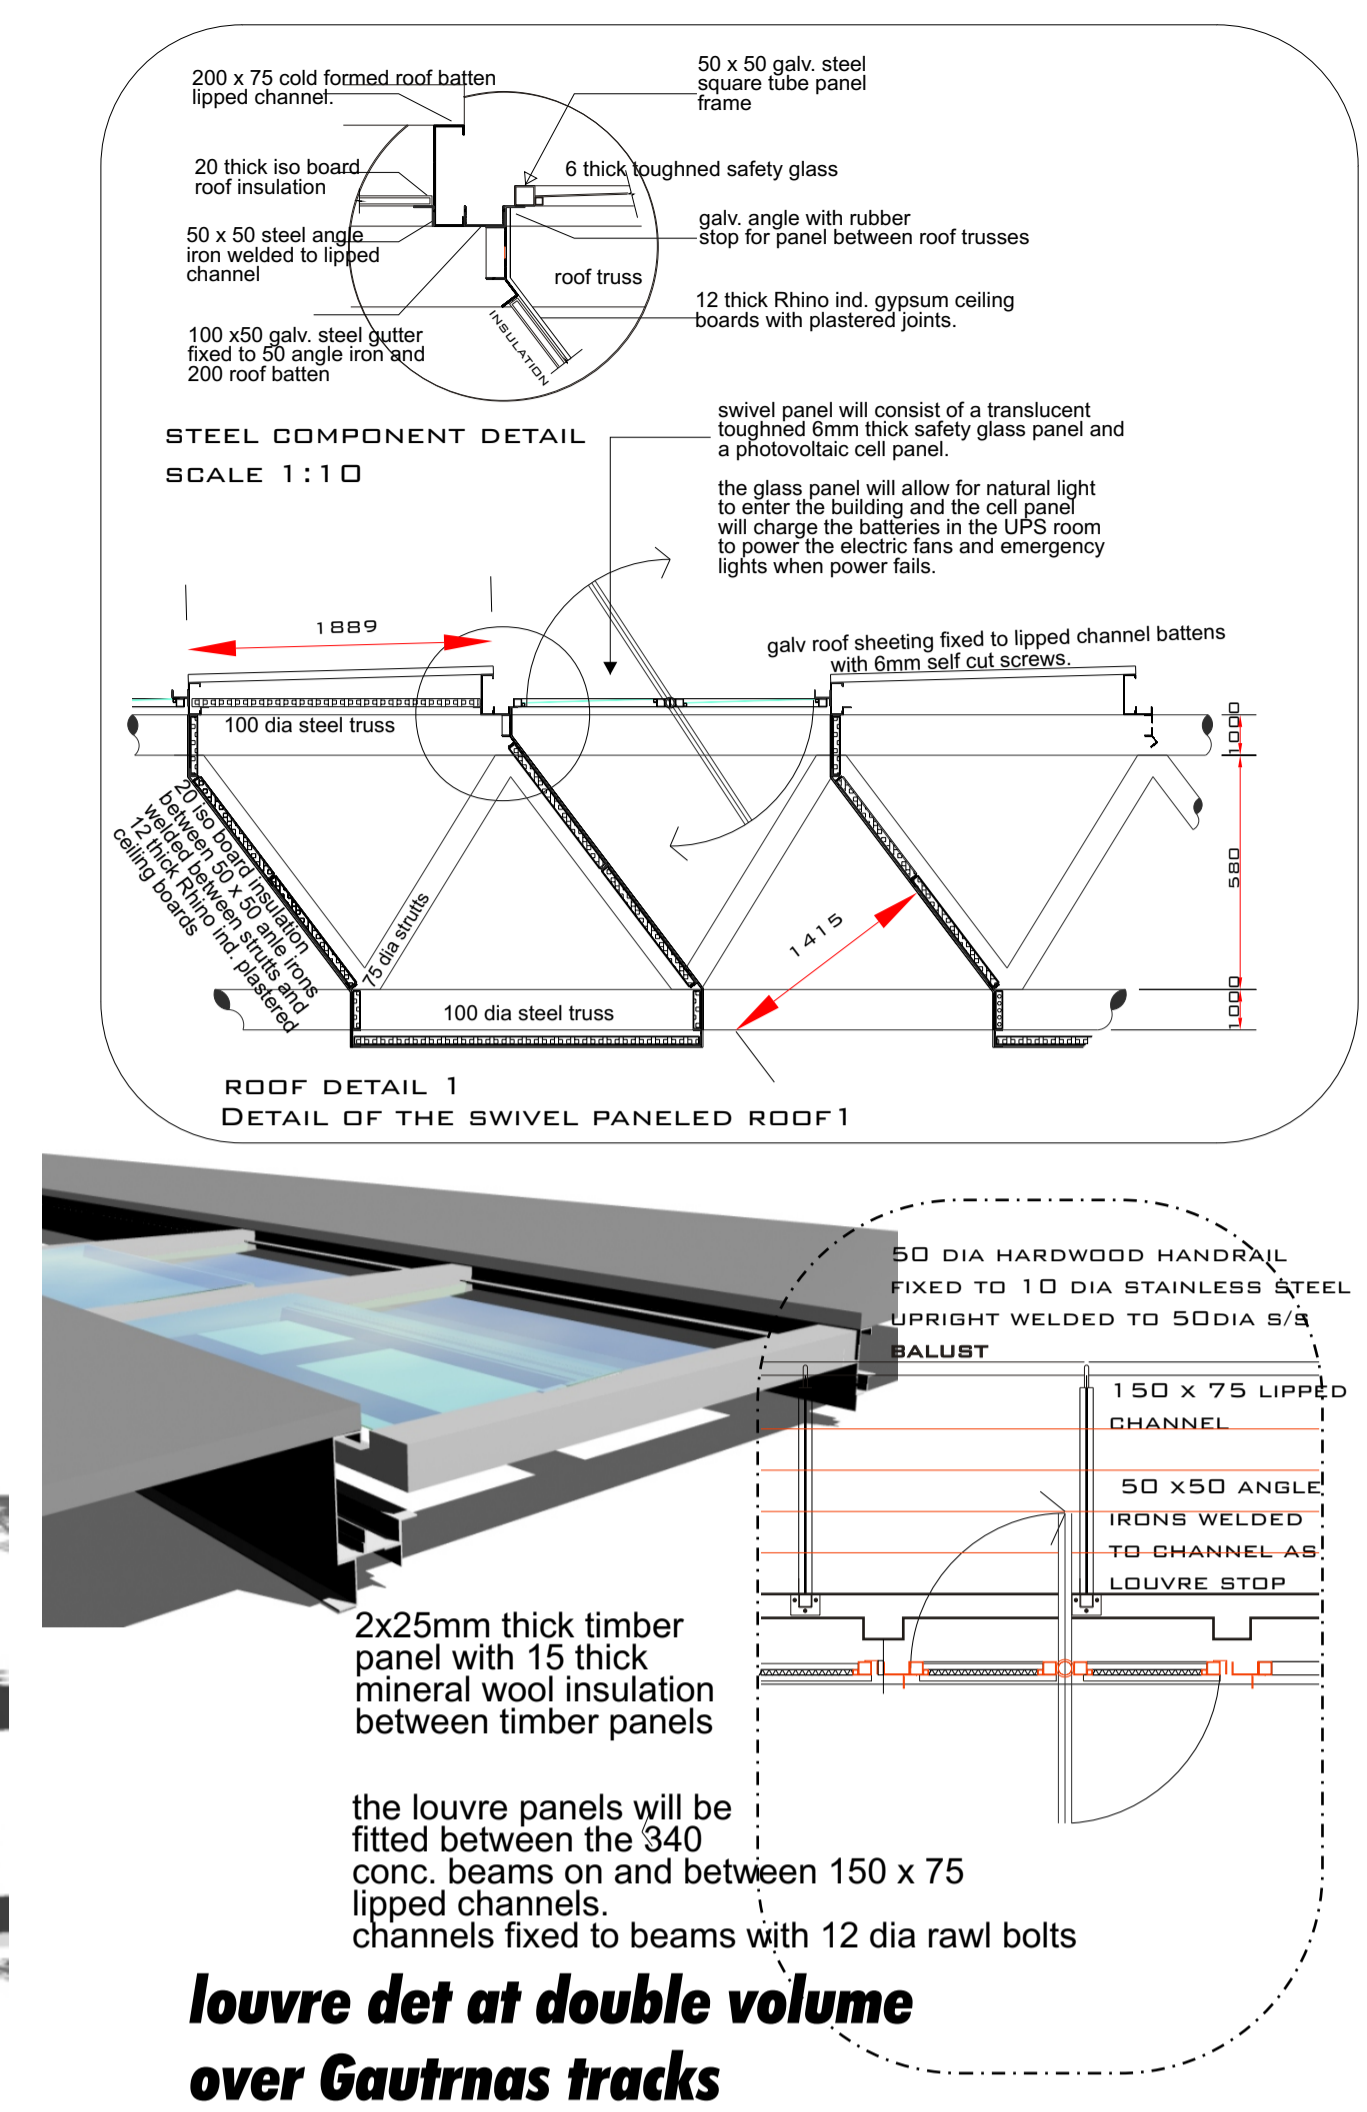 200 x 75 cold formed roof batten
lipped channel.
50 x 50 galv. steel
square tube panel
frame
20 thick iso board
roof insulation
6 thick toughned safety glass
50 x 50 steel angle
iron welded to lipped
channel
galv. angle with rubber
stop for panel between roof trusses
roof truss
12 thick Rhino ind. gypsum ceiling
boards with plastered joints.
INSULATION
100 x50 galv. steel gutter
fixed to 50 angle iron and
200 roof batten
STEEL COMPONENT DETAIL
SCALE 1:10
swivel panel will consist of a translucent
toughned 6mm thick safety glass panel and
a photovoltaic cell panel.
the glass panel will allow for natural light
to enter the building and the cell panel
will charge the batteries in the UPS room
to power the electric fans and emergency
lights when power fails.
1889
galv roof sheeting fixed to lipped channel battens
with 6mm self cut screws.
100 dia steel truss
1000
20 iso board insulation
between 50 x 50 anle irons
welded between strutts and
12 thick Rhino ind. plastered
ceiling boards
75 dia strutts
1415
580
100 dia steel truss
1000
ROOF DETAIL 1
DETAIL OF THE SWIVEL PANELED ROOF1
50 DIA HARDWOOD HANDRAIL
FIXED TO 10 DIA STAINLESS STEEL
UPRIGHT WELDED TO 50DIA S/S
BALUST
150 X 75 LIPPED
CHANNEL
50 X50 ANGLE
IRONS WELDED
TO CHANNEL AS
LOUVRE STOP
2x25mm thick timber
panel with 15 thick
mineral wool insulation
between timber panels
the louvre panels will be
fitted between the 340
conc. beams on and between 150 x 75
lipped channels.
channels fixed to beams with 12 dia rawl bolts
louvre det at double volume
over Gautrnas tracks